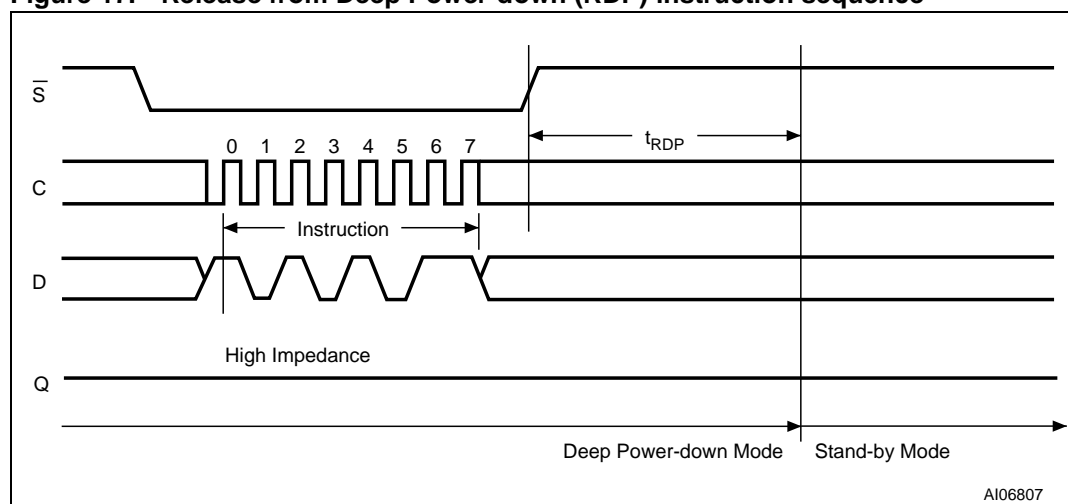 Figure 17. Release from Deep Power-down (RDP) instruction sequence
S
tRDP
0 1 2 3 4 5 6 7
C
Instruction
D
High Impedance
Q
Deep Power-down Mode Stand-by Mode
AI06807